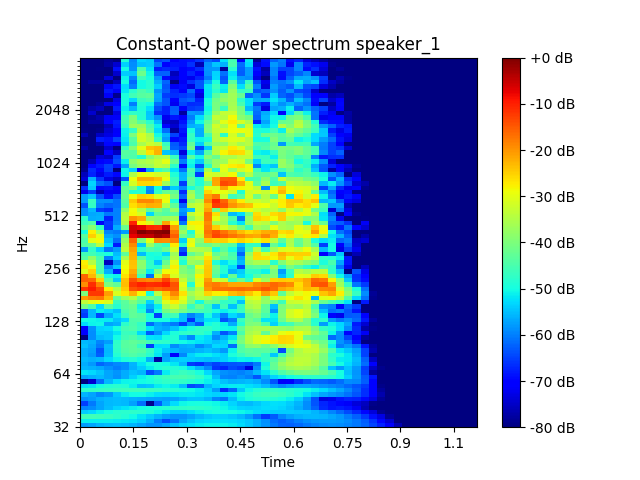 Constant-Q power spectrum speaker_1
Hz
2048
1024
512
256
128
64
32
0 0.15 0.3 0.45 0.6 0.75 0.9 1.1
Time
+0 dB
-10 dB
-20 dB
-30 dB
-40 dB
-50 dB
-60 dB
-70 dB
-80 dB